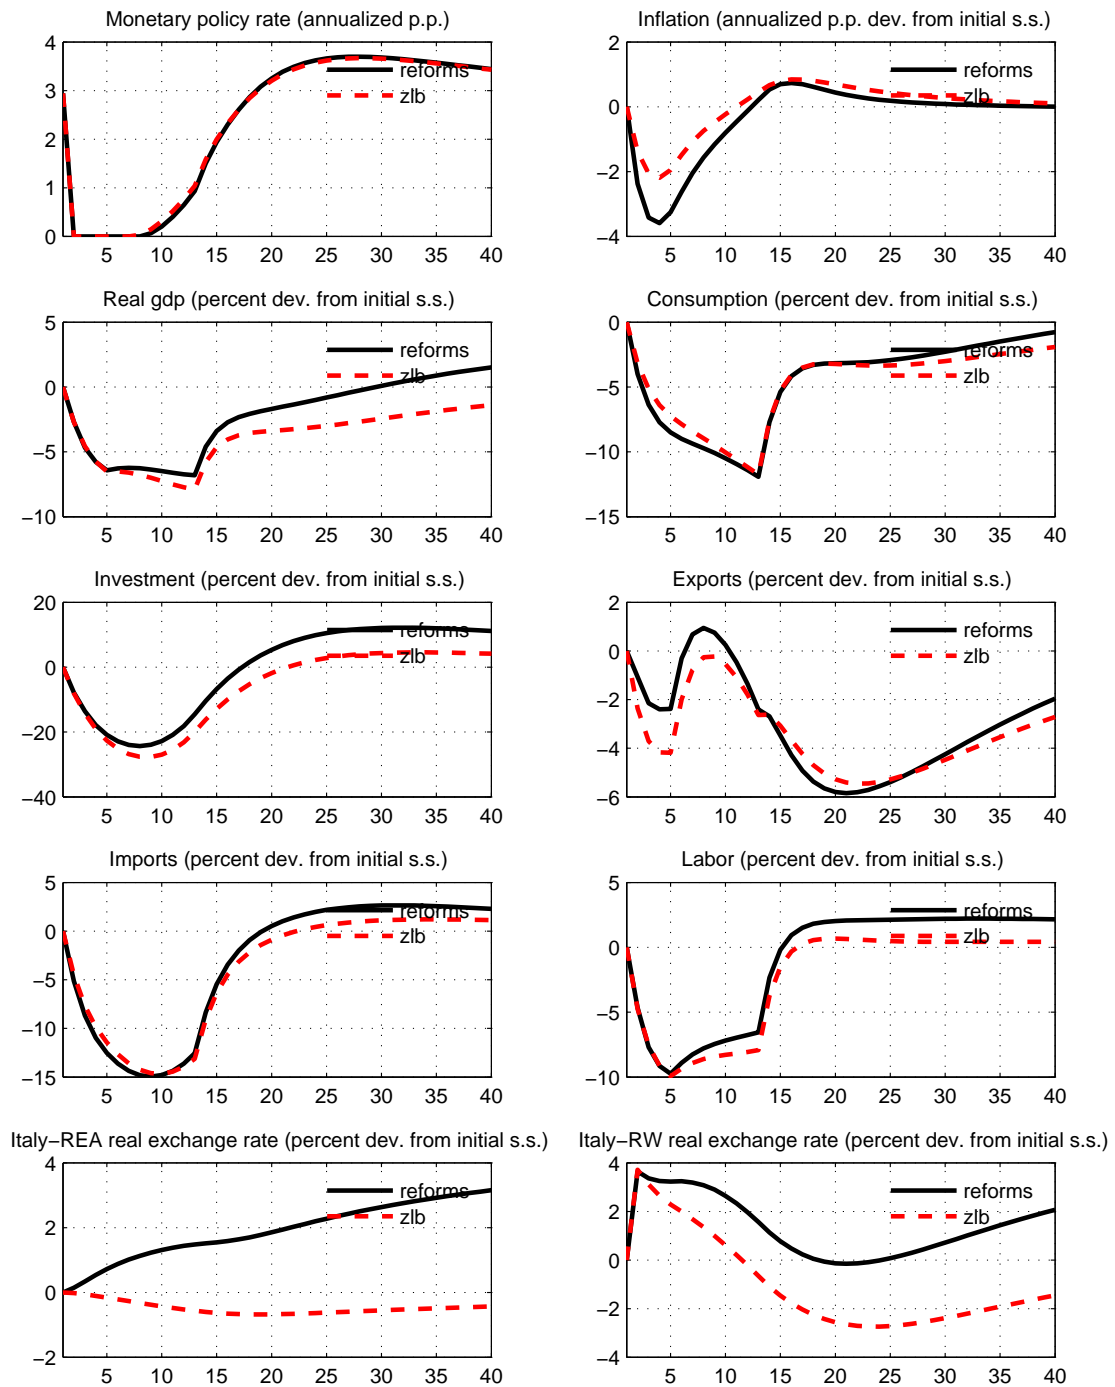 Monetary policy rate (annualized p.p.)
4
3
2
1
0
reforms
zlb
5 10 15 20 25 30 35 40
Inflation (annualized p.p. dev. from initial s.s.)
2
0
−2
−4
reforms
zlb
5 10 15 20 25 30 35 40
Real gdp (percent dev. from initial s.s.)
5
0
−5
−10
reforms
zlb
5 10 15 20 25 30 35 40
Consumption (percent dev. from initial s.s.)
0
−5
−10
−15
reforms
zlb
5 10 15 20 25 30 35 40
Investment (percent dev. from initial s.s.)
20
0
−20
−40
reforms
zlb
5 10 15 20 25 30 35 40
Exports (percent dev. from initial s.s.)
2
0
−2
−4
−6
reforms
zlb
5 10 15 20 25 30 35 40
Imports (percent dev. from initial s.s.)
5
0
−5
−10
−15
reforms
zlb
5 10 15 20 25 30 35 40
Labor (percent dev. from initial s.s.)
5
0
−5
−10
reforms
zlb
5 10 15 20 25 30 35 40
Italy−REA real exchange rate (percent dev. from initial s.s.)
4
2
0
−2
reforms
zlb
5 10 15 20 25 30 35 40
Italy−RW real exchange rate (percent dev. from initial s.s.)
4
2
0
−2
−4
reforms
zlb
5 10 15 20 25 30 35 40